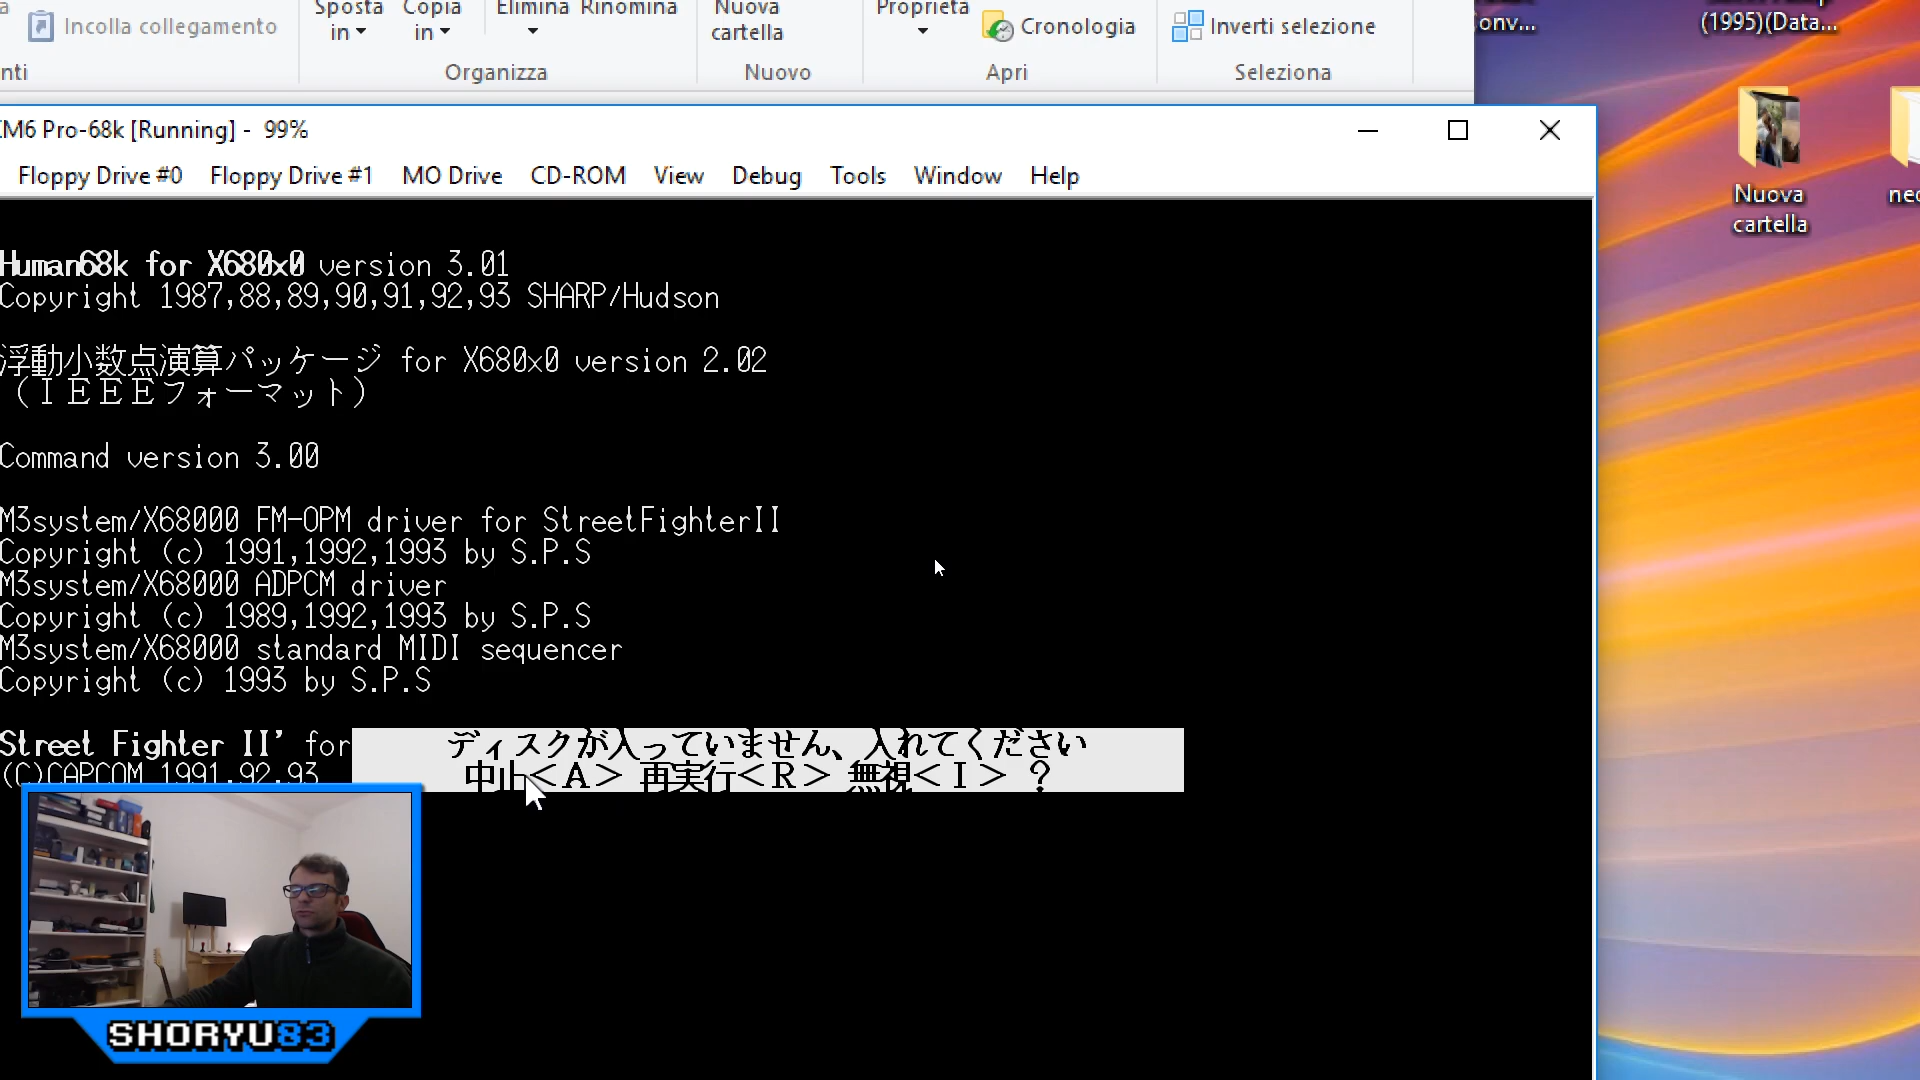 Incolla collegamento
Sposta in
Copia in
Elimina
Rinomina
Nuova cartella
Proprietà
Cronologia
Inverti selezione
nti
Organizza
Nuovo
Apri
Seleziona
onv...
(1995)(Data...
Nuova cartella
M6 Pro-68k [Running] - 99%
Floppy Drive #0 Floppy Drive #1 MO Drive CD-ROM View Debug Tools Window Help
Human68k for X680x0 version 3.01
Copyright 1987,88,89,90,91,92,93 SHARP/Hudson
浮動小数点演算パッケージ for X680x0 version 2.02
（ＩＥＥＥフォーマット）
Command version 3.00
M3system/X68000 FM-OPM driver for StreetFighterII
Copyright (c) 1991,1992,1993 by S.P.S
M3system/X68000 ADPCM driver
Copyright (c) 1989,1992,1993 by S.P.S
M3system/X68000 standard MIDI sequencer
Copyright (c) 1993 by S.P.S
Street Fighter II' for
(C)CAPCOM 1991,92,93
ディスクが入っていません、入れてください
中止＜Ａ＞ 再実行＜Ｒ＞ 無視＜Ｉ＞ ？
SHORYU83